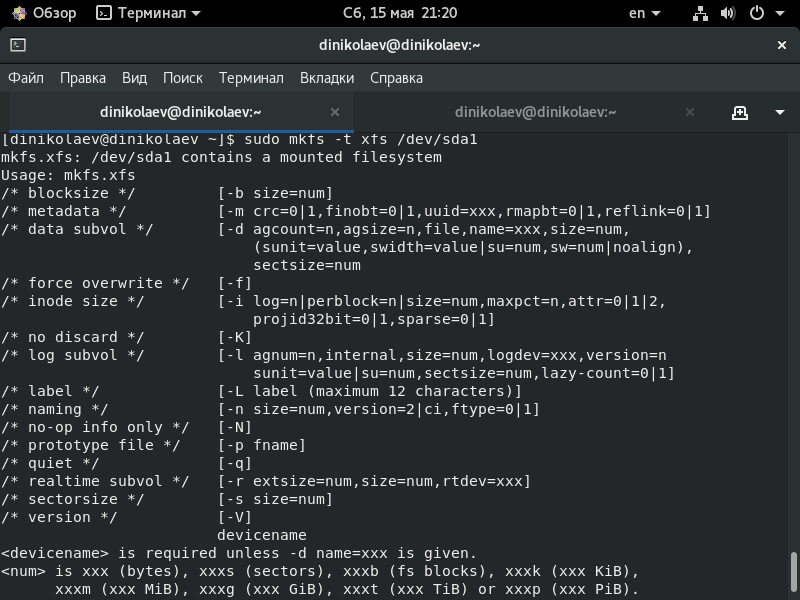 Обзор Терминал Сб, 15 мая 21:20 en
dinikolaev@dinikolaev:~
Файл Правка Вид Поиск Терминал Вкладки Справка
dinikolaev@dinikolaev:~ dinikolaev@dinikolaev:~
[dinikolaev@dinikolaev ~]$ sudo mkfs -t xfs /dev/sda1
mkfs.xfs: /dev/sda1 contains a mounted filesystem
Usage: mkfs.xfs
/* blocksize */         [-b size=num]
/* metadata */          [-m crc=0|1,finobt=0|1,uuid=xxx,rmapbt=0|1,reflink=0|1]
/* data subvol */       [-d agcount=n,agsize=n,file,name=xxx,size=num,
                            (sunit=value,swidth=value|su=num,sw=num|noalign),
                            sectsize=num
/* force overwrite */   [-f]
/* inode size */        [-i log=n|perblock=n|size=num,maxpct=n,attr=0|1|2,
                            projid32bit=0|1,sparse=0|1]
/* no discard */        [-K]
/* log subvol */        [-l agnum=n,internal,size=num,logdev=xxx,version=n
                            sunit=value|su=num,sectsize=num,lazy-count=0|1]
/* label */             [-L label (maximum 12 characters)]
/* naming */            [-n size=num,version=2|ci,ftype=0|1]
/* no-op info only */   [-N]
/* prototype file */    [-p fname]
/* quiet */             [-q]
/* realtime subvol */   [-r extsize=num,size=num,rtdev=xxx]
/* sectorsize */        [-s size=num]
/* version */           [-V]
                        devicename
<devicename> is required unless -d name=xxx is given.
<num> is xxx (bytes), xxxs (sectors), xxxb (fs blocks), xxxk (xxx KiB),
      xxxm (xxx MiB), xxxg (xxx GiB), xxxt (xxx TiB) or xxxp (xxx PiB).